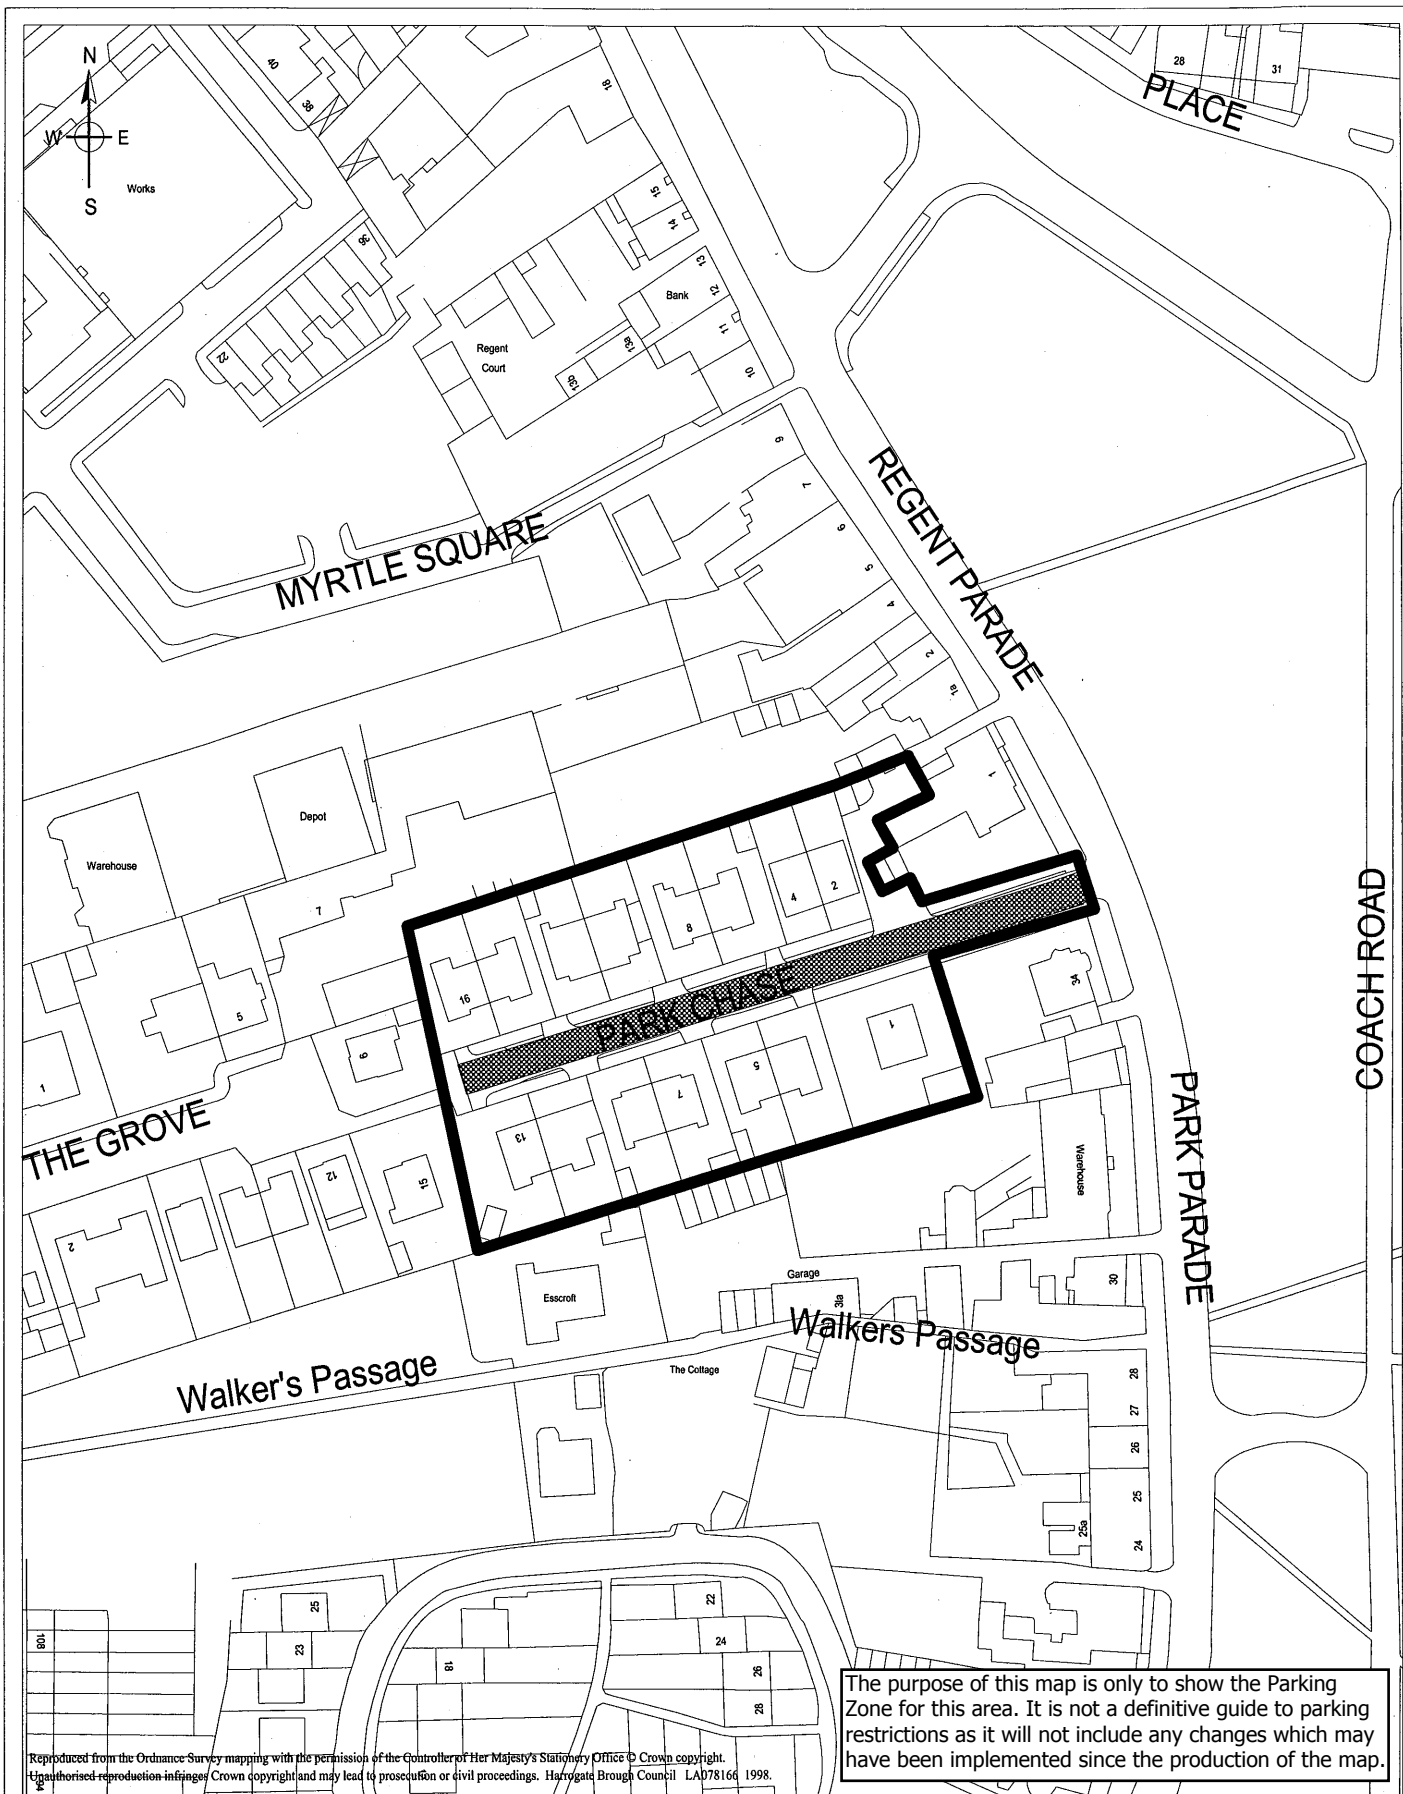 N
W
E
S
Works
40
38
18
28
31
PLACE
36
22
15
14
13
Bank
12
11
10
13a
13b
Regent
Court
9
7
6
5
4
2
1a
REGENT PARADE
MYRTLE SQUARE
1
Depot
Warehouse
7
5
1
9
THE GROVE
16
8
4
2
PARK CHASE
13
7
5
1
34
COACH ROAD
PARK PARADE
Warehouse
2
12
15
Esscroft
Garage
31a
30
Walkers Passage
Walker's Passage
The Cottage
28
27
26
25
25a
24
108
94
25
23
18
22
24
26
28
The purpose of this map is only to show the Parking
Zone for this area. It is not a definitive guide to parking
restrictions as it will not include any changes which may
have been implemented since the production of the map.
Reproduced from the Ordnance Survey mapping with the permission of the Controller of Her Majesty's Stationery Office © Crown copyright.
Unauthorised reproduction infringes Crown copyright and may lead to prosecution or civil proceedings. Harrogate Brough Council LA078166 1998.